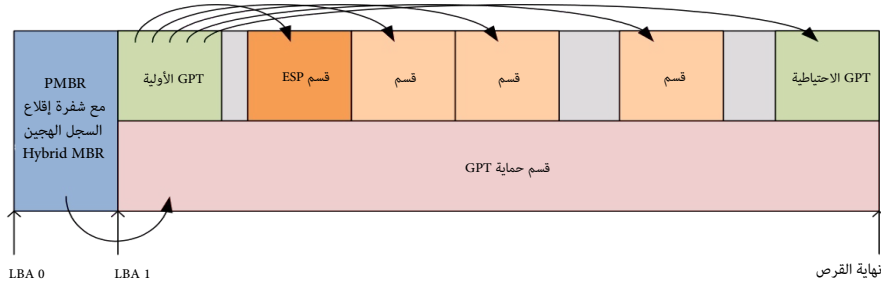 PMBR
مع شفرة إقلاع
السجل الهجين
Hybrid MBR
GPT الأولية
قسم ESP
قسم
قسم
قسم
GPT الاحتياطية
قسم حماية GPT
LBA 0
LBA 1
نهاية القرص